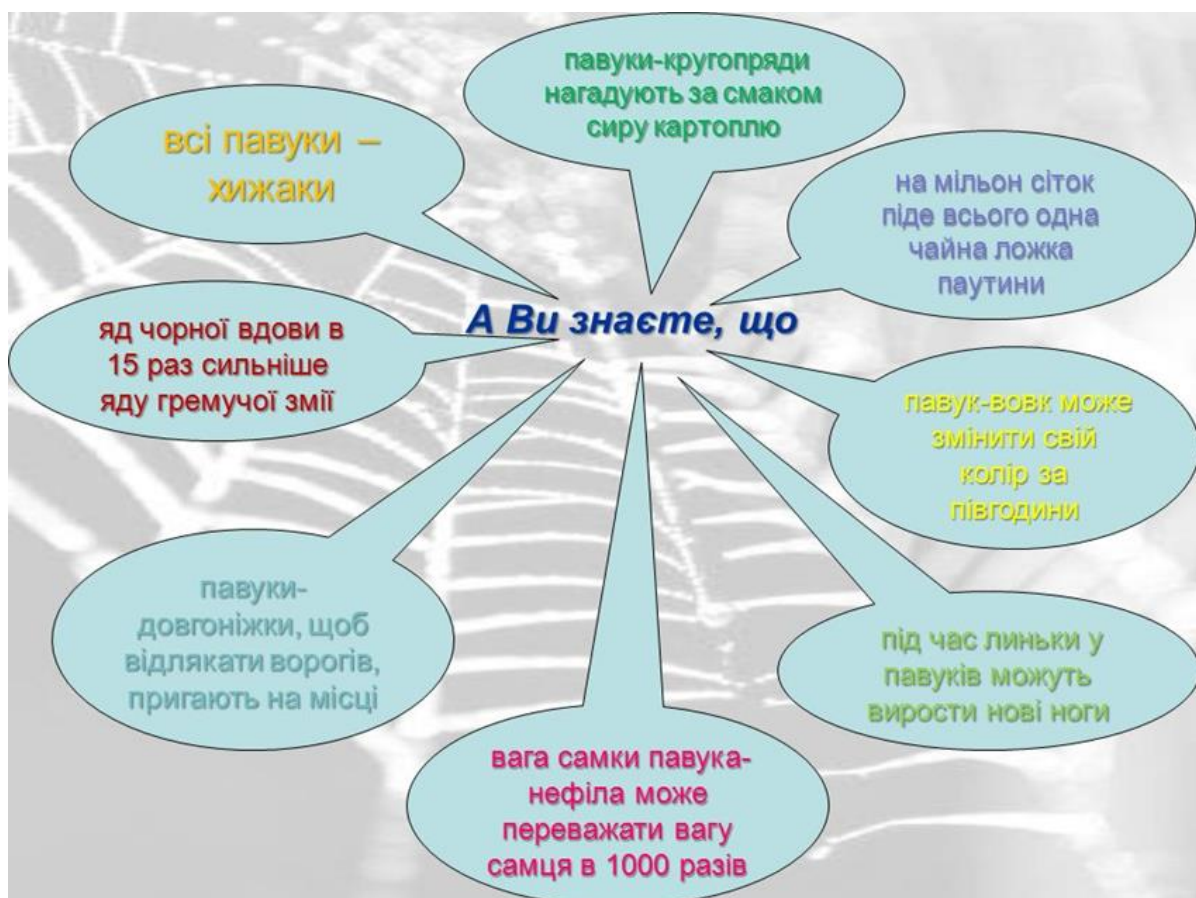 павуки-кругопряди
нагадують за смаком
сиру картоплю
всі павуки –
хижаки
на мільон сіток
піде всього одна
чайна ложка
паутини
А Ви знаєте, що
яд чорної вдови в
15 раз сильніше
яду гремучої змії
павук-вовк може
змінити свій
колір за
півгодини
павуки-
довгоніжки, щоб
відлякати ворогів,
пригають на місці
під час линьки у
павуків можуть
вирости нові ноги
вага самки павука-
нефіла може
переважати вагу
самця в 1000 разів